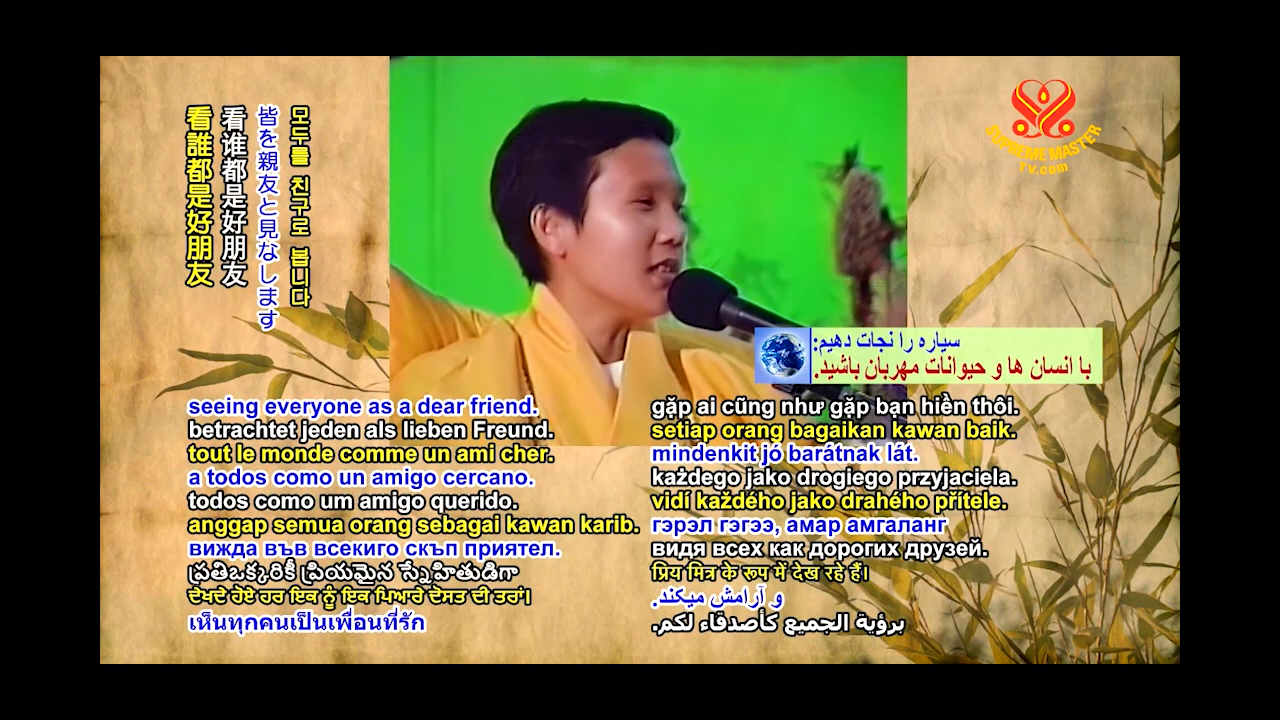 看誰都是好朋友
看谁都是好朋友
皆を親友と見なします
모두를 친구로 봅니다
SUPREME MASTER
TV.com
سیاره را نجات دهیم:
با انسان ها و حیوانات مهربان باشید.
seeing everyone as a dear friend.
betrachtet jeden als lieben Freund.
tout le monde comme un ami cher.
a todos como un amigo cercano.
todos como um amigo querido.
anggap semua orang sebagai kawan karib.
вижда във всекиго скъп приятел.
ప్రతిఒక్కరికీ ప్రియమైన స్నేహితుడిగా
ਦੇਖਦੇ ਹੋਏ ਹਰ ਇਕ ਨੂੰ ਇਕ ਪਿਆਰੇ ਦੋਸਤ ਦੀ ਤਰਾਂ।
เห็นทุกคนเป็นเพื่อนที่รัก
gặp ai cũng như gặp bạn hiền thôi.
setiap orang bagaikan kawan baik.
mindenkit jó barátnak lát.
każdego jako drogiego przyjaciela.
vidí každého jako drahého přítele.
гэрэл гэгээ, амар амгаланг
видя всех как дорогих друзей.
प्रिय मित्र के रूप में देख रहे हैं।
و آرامش میکند.
برؤية الجميع كأصدقاء لكم.